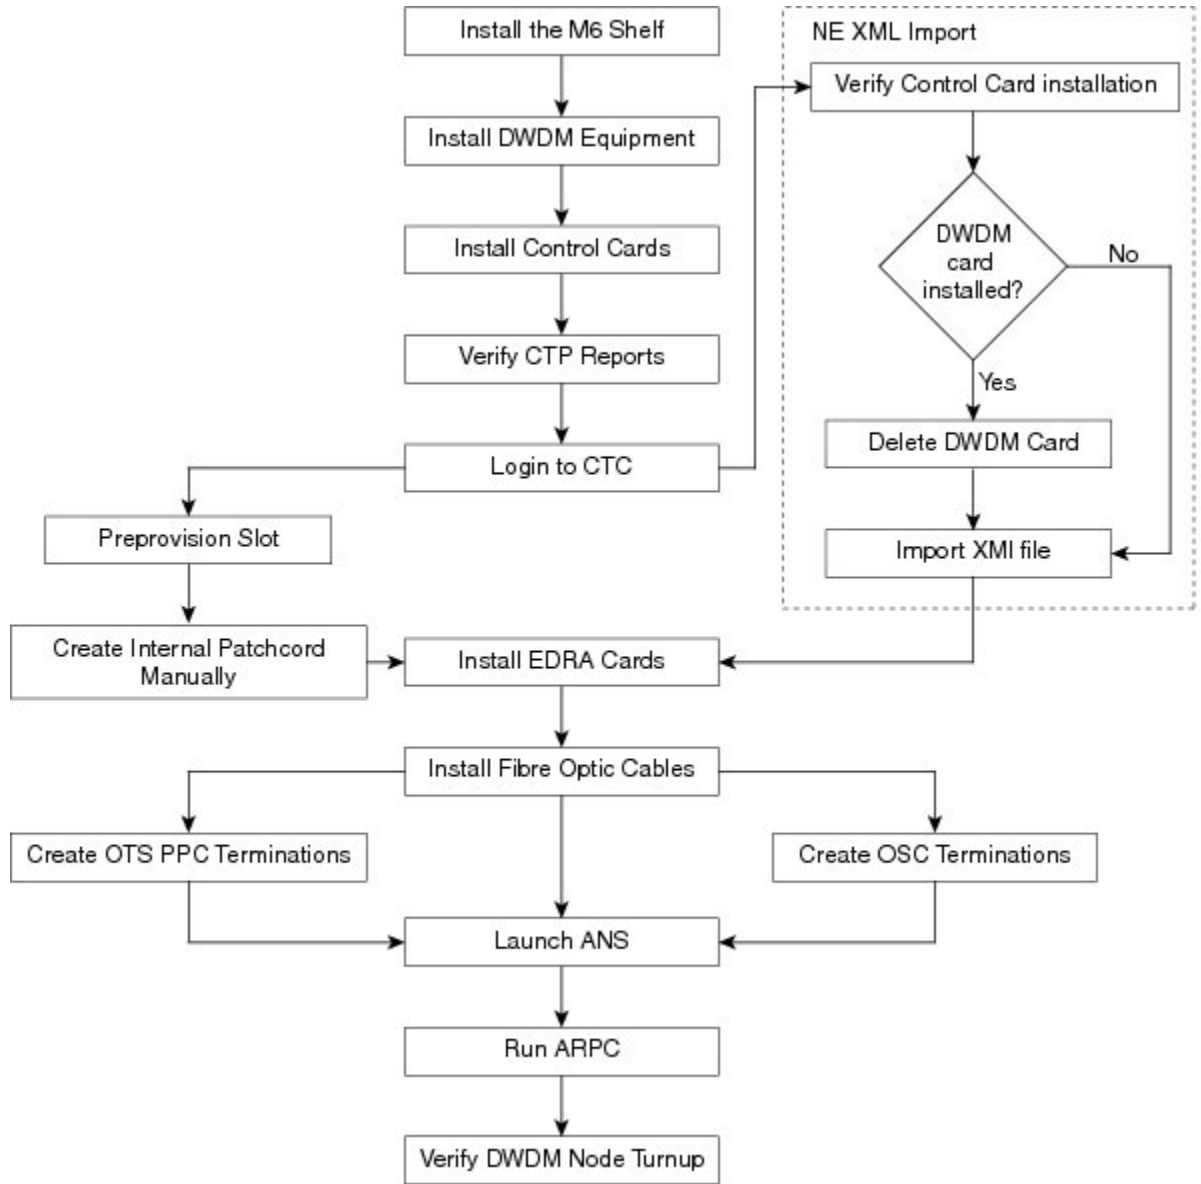 Install the M6 Shelf
NE XML Import
Verify Control Card installation
Install DWDM Equipment
Install Control Cards
DWDM
card
installed?
No
Yes
Verify CTP Reports
Delete DWDM Card
Login to CTC
Preprovision Slot
Import XMl file
Create Internal Patchcord
Manually
Install EDRA Cards
Install Fibre Optic Cables
Create OTS PPC Terminations
Create OSC Terminations
Launch ANS
Run ARPC
Verify DWDM Node Turnup